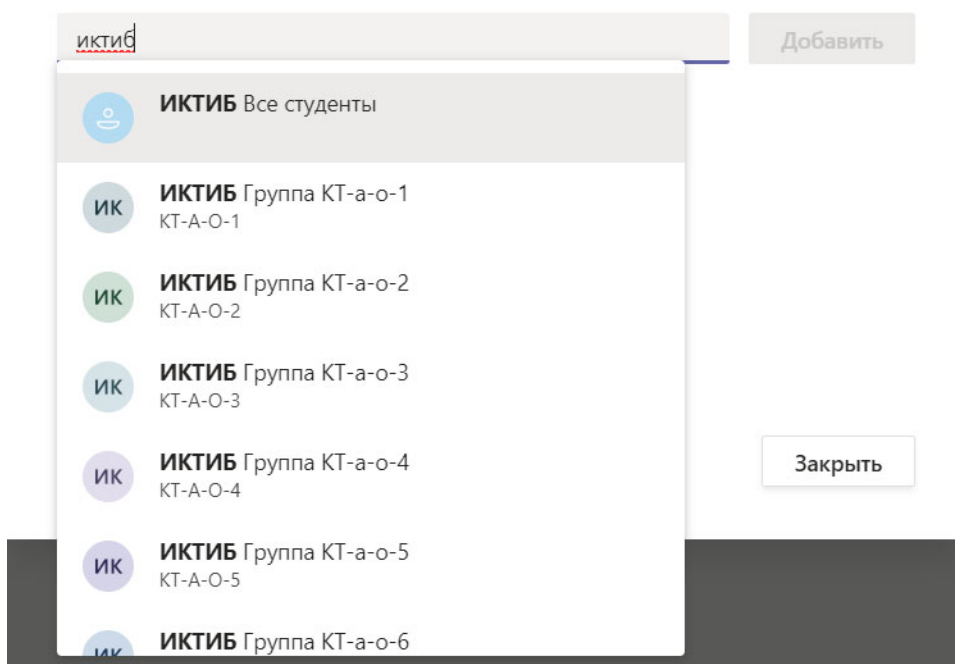 иктиб
Добавить
ИКТИБ Все студенты
ИК
ИКТИБ Группа КТ-а-о-1
КТ-А-О-1
ИК
ИКТИБ Группа КТ-а-о-2
КТ-А-О-2
ИК
ИКТИБ Группа КТ-а-о-3
КТ-А-О-3
ИК
ИКТИБ Группа КТ-а-о-4
КТ-А-О-4
Закрыть
ИК
ИКТИБ Группа КТ-а-о-5
КТ-А-О-5
ИК
ИКТИБ Группа КТ-а-о-6